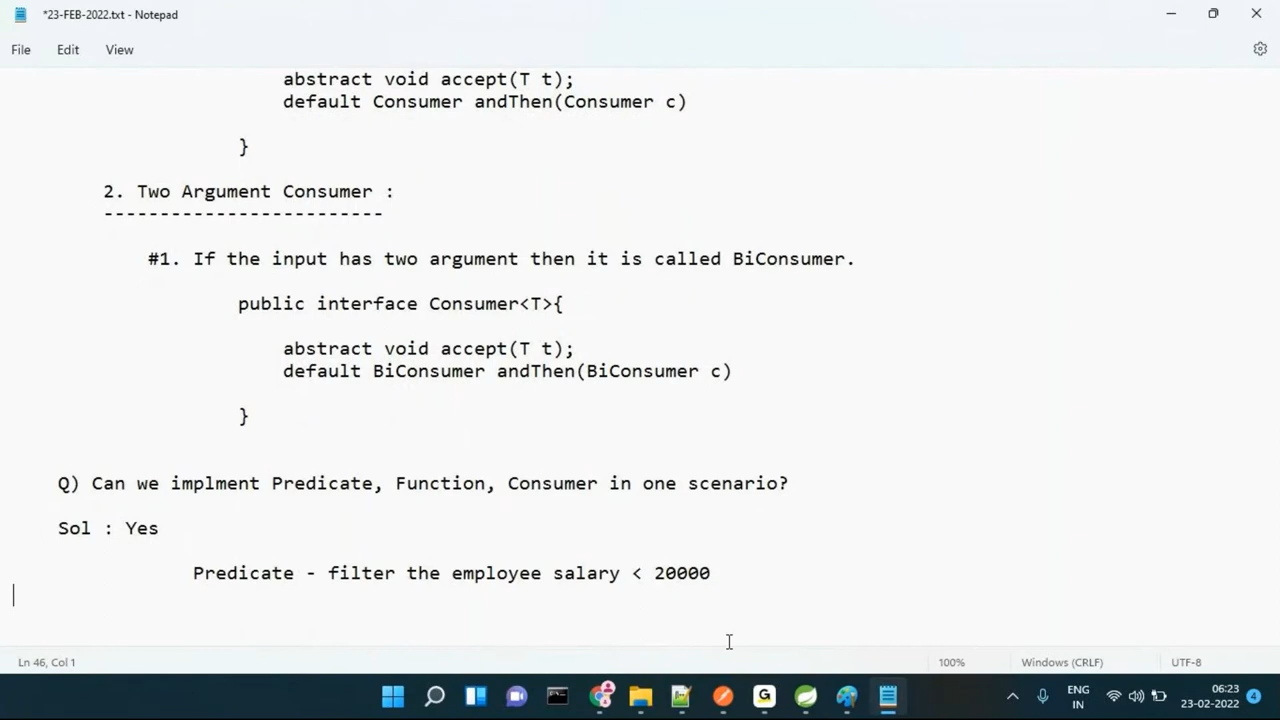 *23-FEB-2022.txt - Notepad
File Edit View
abstract void accept(T t);
default Consumer andThen(Consumer c)
}
2. Two Argument Consumer :
-------------------------
#1. If the input has two argument then it is called BiConsumer.
public interface Consumer<T>{
abstract void accept(T t);
default BiConsumer andThen(BiConsumer c)
}
Q) Can we implment Predicate, Function, Consumer in one scenario?
Sol : Yes
Predicate - filter the employee salary < 20000
Ln 46, Col 1
100%
Windows (CRLF)
UTF-8
G
ENG
IN
06:23
23-02-2022
4